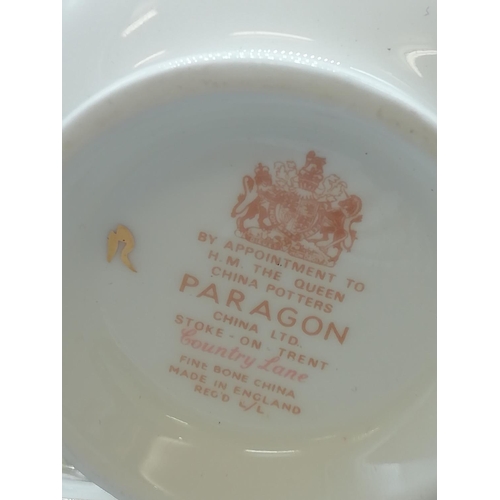 BY APPOINTMENT TO
H.M. THE QUEEN
CHINA POTTERS
PARAGON
CHINA LTD.
STOKE-ON-TRENT
Country Lane
FINE BONE CHINA
MADE IN ENGLAND
REG'D